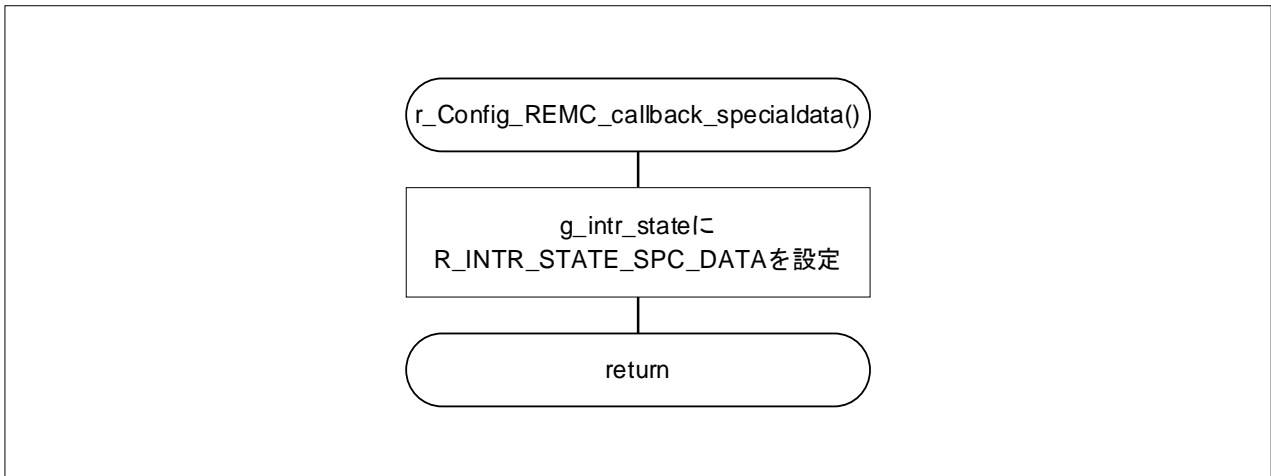 r_Config_REMC_callback_specialdata()
g_intr_stateに
R_INTR_STATE_SPC_DATAを設定
return